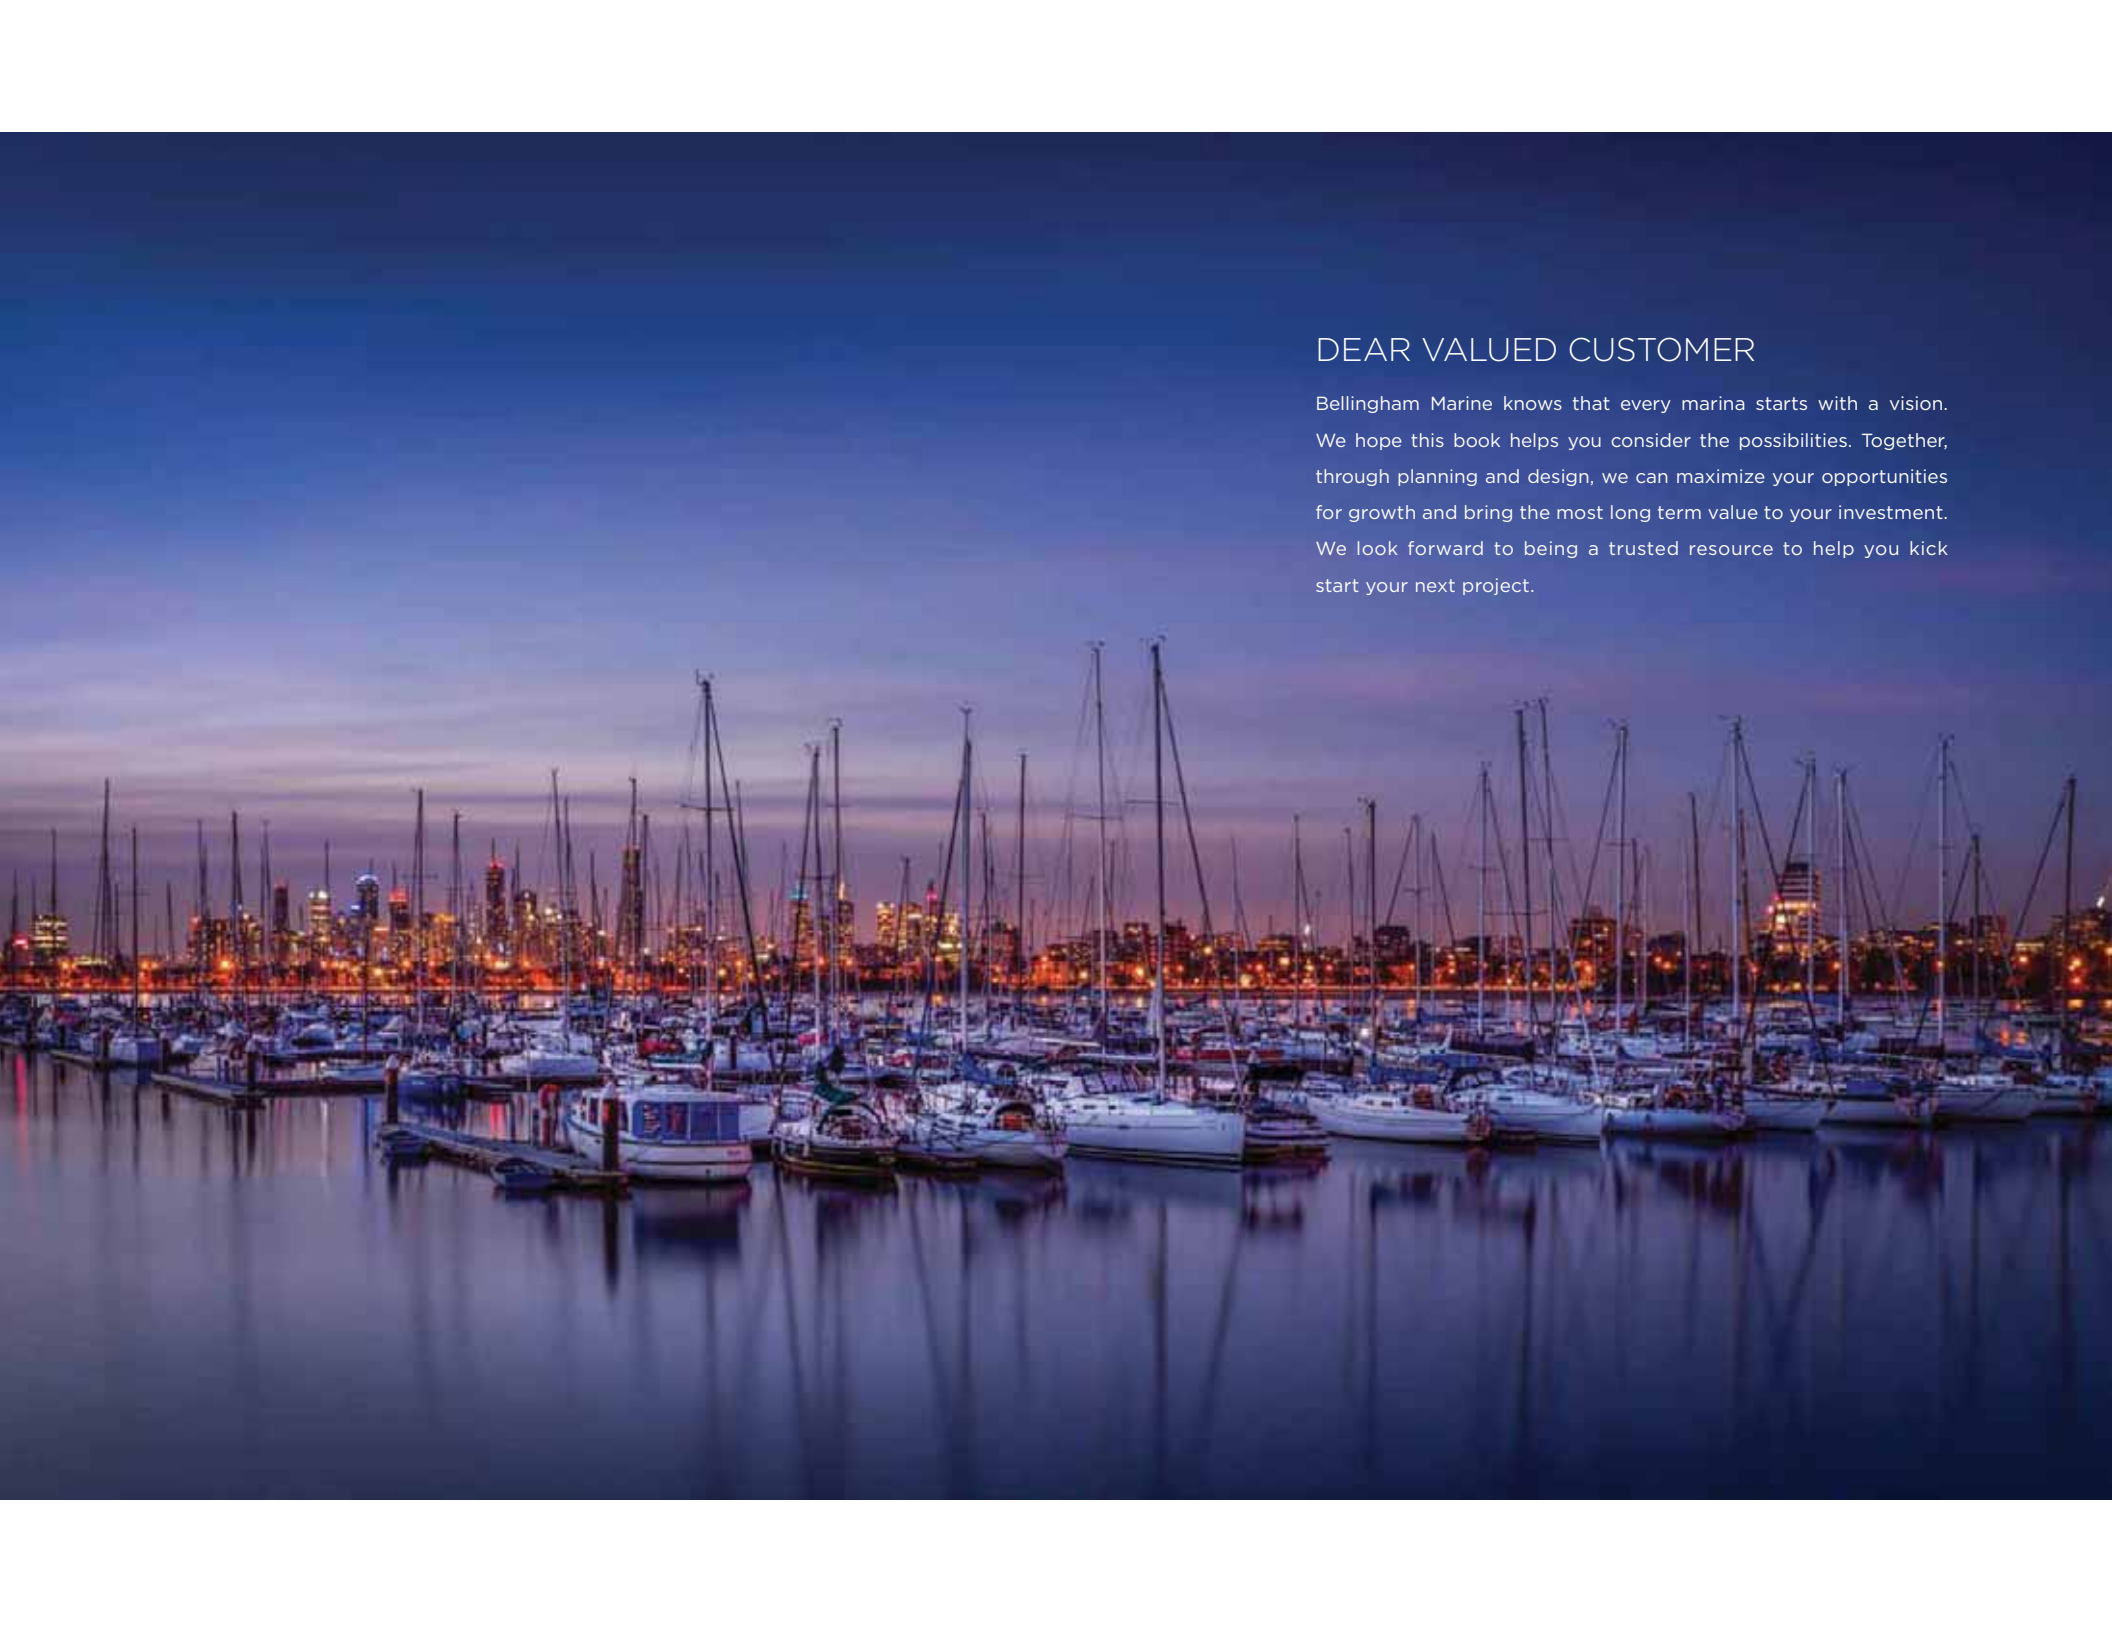 DEAR VALUED CUSTOMER
Bellingham Marine knows that every marina starts with a vision.
We hope this book helps you consider the possibilities. Together,
through planning and design, we can maximize your opportunities
for growth and bring the most long term value to your investment.
We look forward to being a trusted resource to help you kick
start your next project.